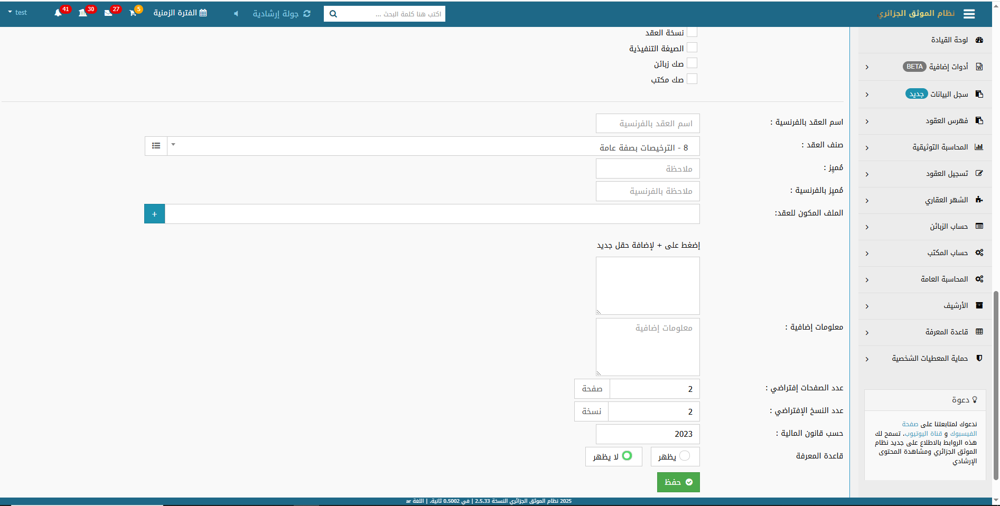 نظام الموثق الجزائري
اكتب هنا كلمة البحث ...
جولة إرشادية
الفترة الزمنية
5
27
30
41
test
لوحة القيادة
أدوات إضافية BETA
سجل البيانات جديد
فهرس العقود
المحاسبة التوثيقية
تسجيل العقود
الشهر العقاري
حساب الزبائن
حساب المكتب
المحاسبة العامة
الأرشيف
قاعدة المعرفة
حماية المعطيات الشخصية
دعوة
ندعوك لمتابعتنا على صفحة
الفيسبوك و قناة اليوتيوب. تسمح لك
هذه الروابط بالاطلاع على جديد نظام
الموثق الجزائري ومشاهدة المحتوى
الإرشادي
نسخة العقد
الصيغة التنفيذية
صك زبائن
صك مكتب
اسم العقد بالفرنسية :
اسم العقد بالفرنسية
صنف العقد :
8 - الترخيصات بصفة عامة
مُميِز :
ملاحظة
مُميِز بالفرنسية :
ملاحظة بالفرنسية
الملف المكون للعقد:
+
إضغط على + لإضافة حقل جديد
معلومات إضافية :
معلومات إضافية
عدد الصفحات إفتراضي :
2 صفحة
عدد النسخ الإفتراضي :
2 نسخة
حسب قانون المالية :
2023
قاعدة المعرفة
يظهر
لا يظهر
حفظ
2025 نظام الموثق الجزائري النسخة 2.5.33 | في 0.5002 ثانية. | اللغة ar